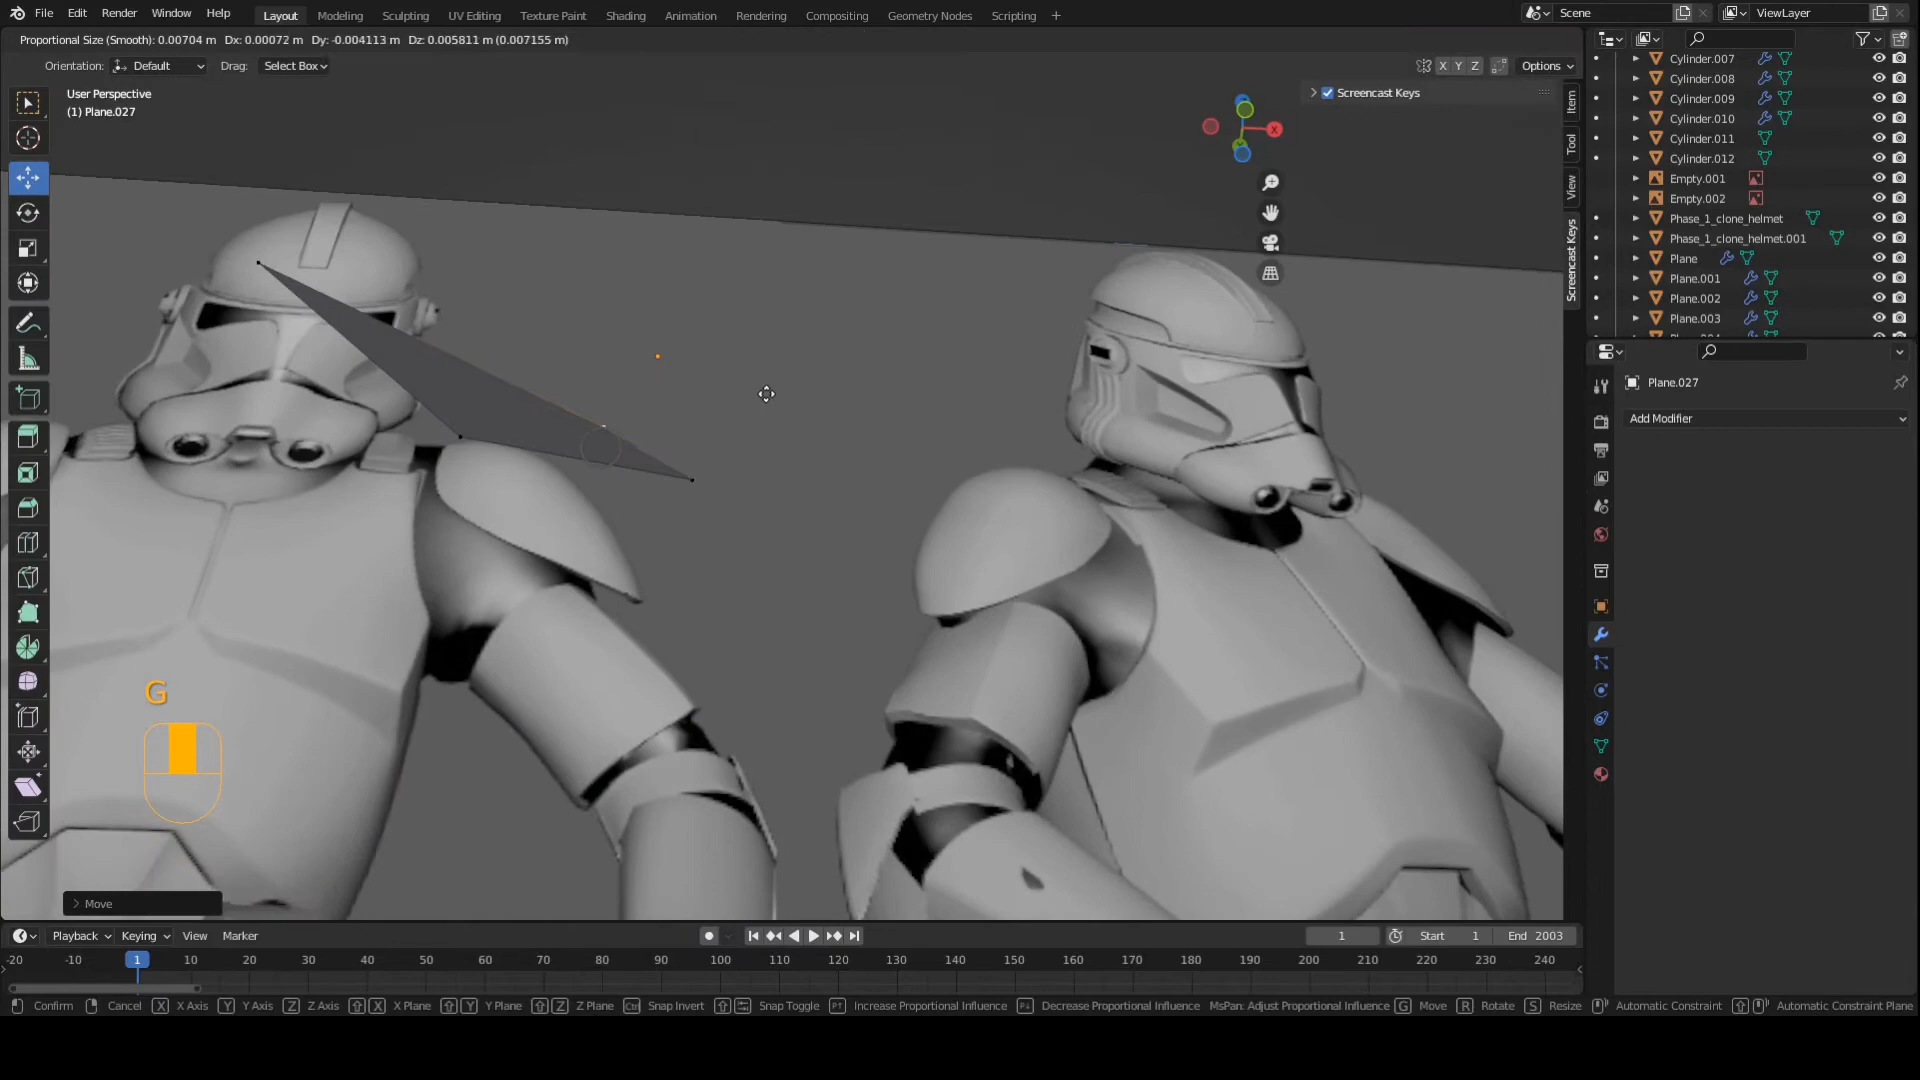 File Edit Render Window Help Layout Modeling Sculpting UV Editing Texture Paint Shading Animation Rendering Compositing Geometry Nodes Scripting + Scene ViewLayer
Proportional Size (Smooth): 0.00704 m Dx: 0.00072 m Dy: -0.004113 m Dz: 0.005811 m (0.007155 m)
Orientation: Default Drag: Select Box X Y Z Options
User Perspective
(1) Plane.027
Screencast Keys
X
Item
Tool
View
Screencast Keys
Cylinder.007
Cylinder.008
Cylinder.009
Cylinder.010
Cylinder.011
Cylinder.012
Empty.001
Empty.002
Phase_1_clone_helmet
Phase_1_clone_helmet.001
Plane
Plane.001
Plane.002
Plane.003
Plane.027
Add Modifier
G
Move
Playback Keying View Marker 1 Start 1 End 2003
-20 -10 1 10 20 30 40 50 60 70 80 90 100 110 120 130 140 150 160 170 180 190 200 210 220 230 240
Confirm Cancel X X Axis Y Y Axis Z Z Axis X X Plane Y Y Plane Z Z Plane Ctrl Snap Invert Snap Toggle Increase Proportional Influence Decrease Proportional Influence MsPan: Adjust Proportional Influence G Move R Rotate S Resize Automatic Constraint Automatic Constraint Plane